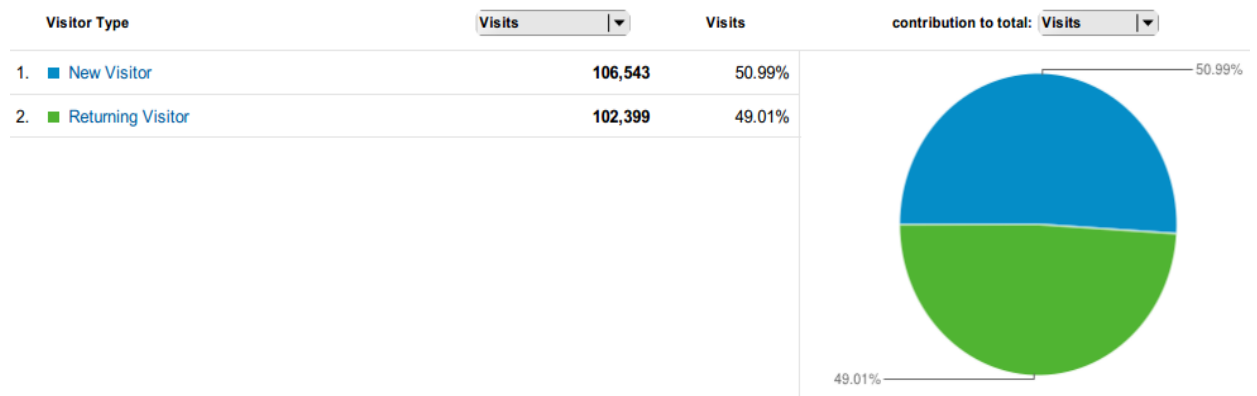 Visitor Type Visits Visits contribution to total: Visits
1. New Visitor 106,543 50.99%
50.99%
2. Returning Visitor 102,399 49.01%
49.01%